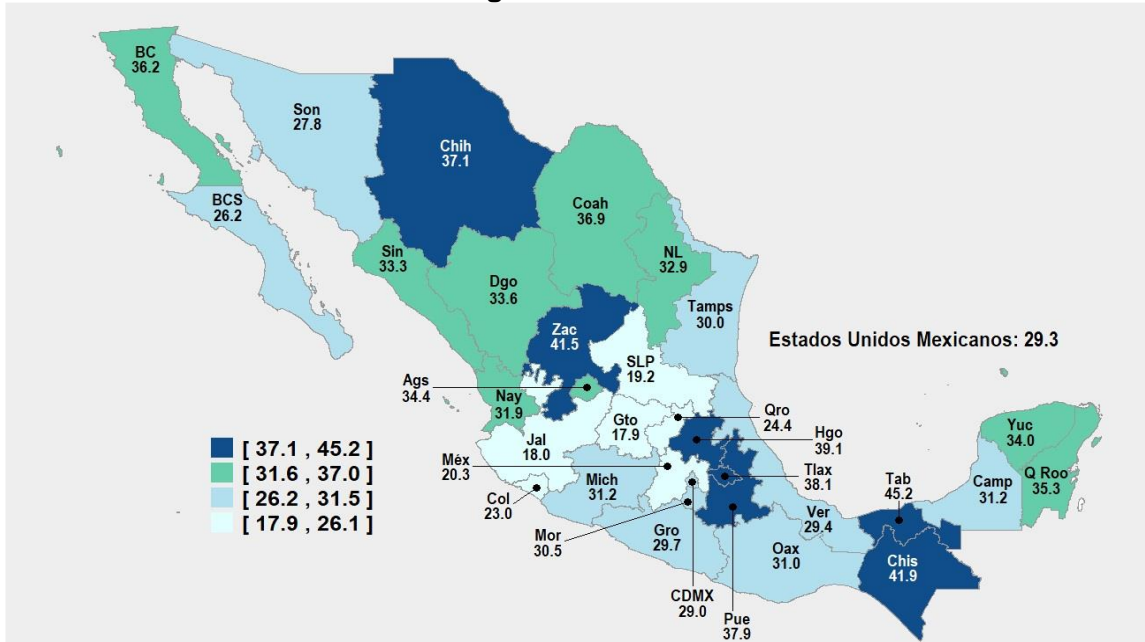 BC
36.2
Son
27.8
Chih
37.1
BCS
26.2
Coah
36.9
Sin
33.3
NL
32.9
Dgo
33.6
Tamps
30.0
Zac
41.5
Estados Unidos Mexicanos: 29.3
SLP
19.2
Ags
34.4
Nay
31.9
Qro
24.4
Gto
17.9
Yuc
34.0
Hgo
39.1
Jal
18.0
[ 37.1 , 45.2 ]
[ 31.6 , 37.0 ]
[ 26.2 , 31.5 ]
[ 17.9 , 26.1 ]
Méx
20.3
Q Roo
35.3
Tlax
38.1
Tab
45.2
Camp
31.2
Mich
31.2
Col
23.0
Ver
29.4
Mor
30.5
Gro
29.7
Oax
31.0
Chis
41.9
CDMX
29.0
Pue
37.9